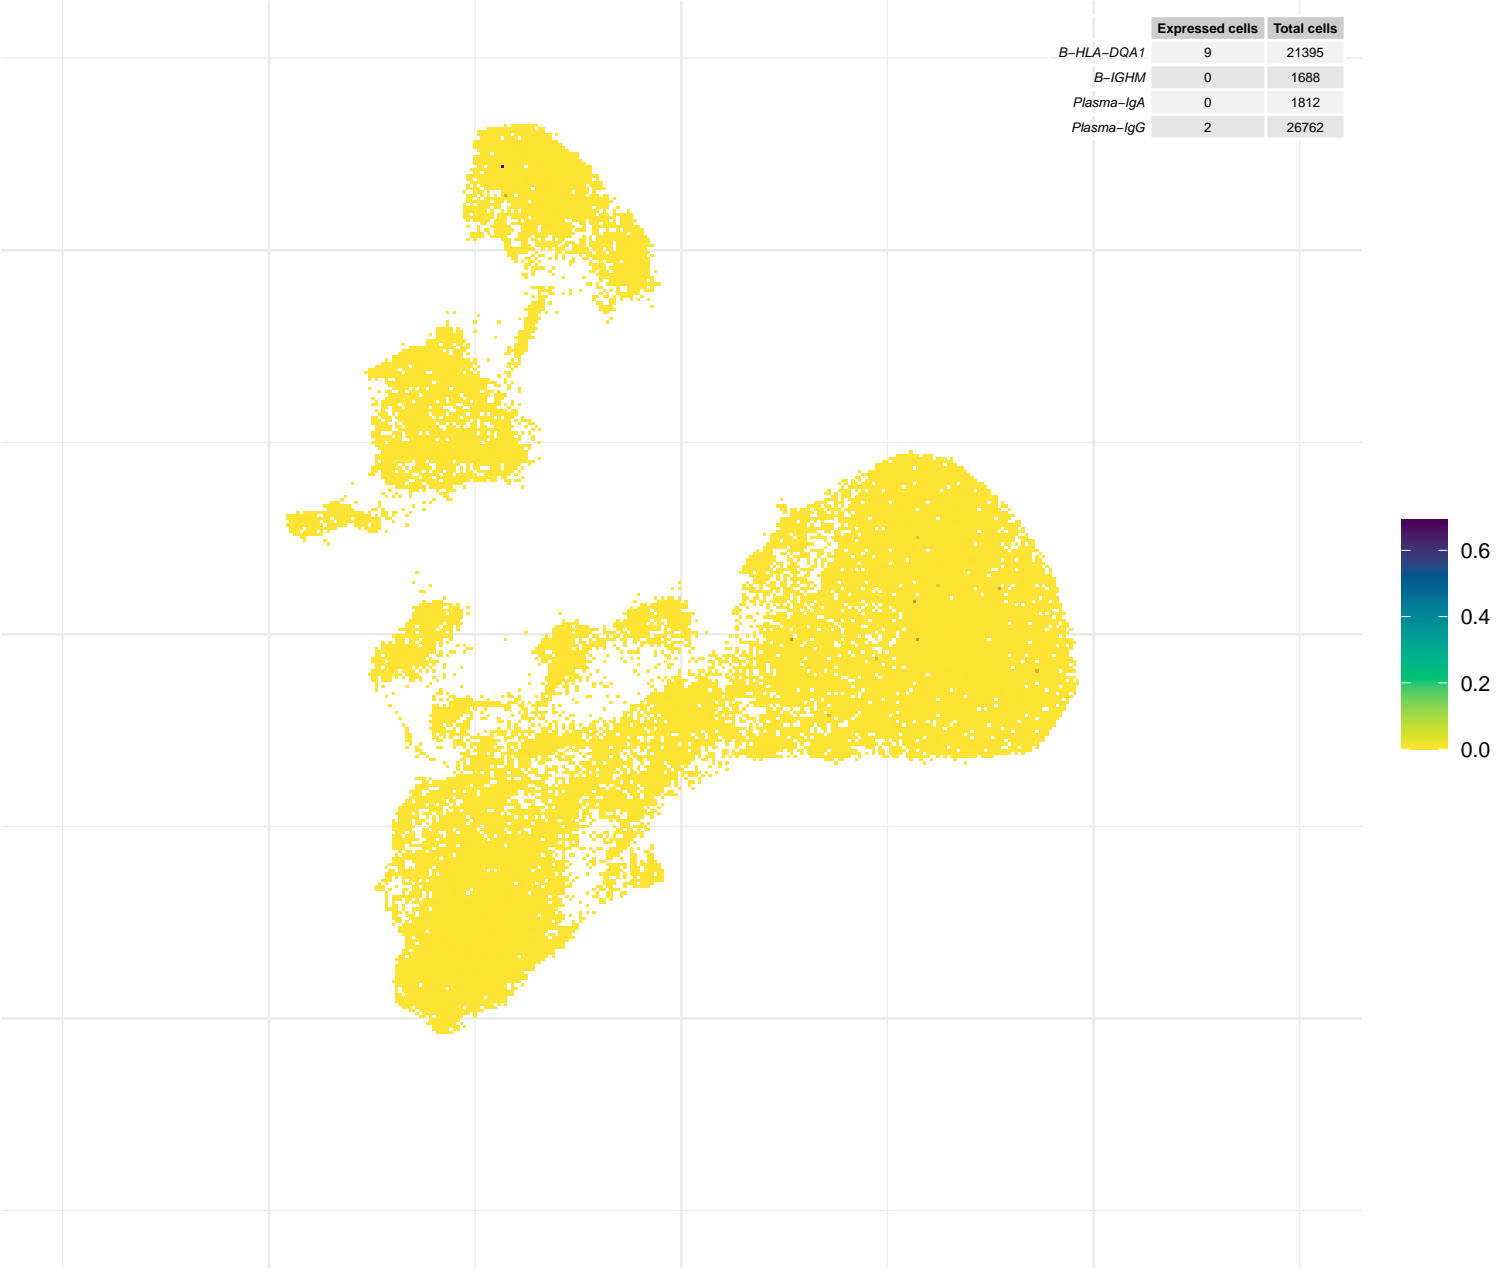 Expressed cells Total cells
B−HLA−DQA1 9 21395
B−IGHM 0 1688
Plasma−IgA 0 1812
Plasma−IgG 2 26762
0.6
0.4
0.2
0.0